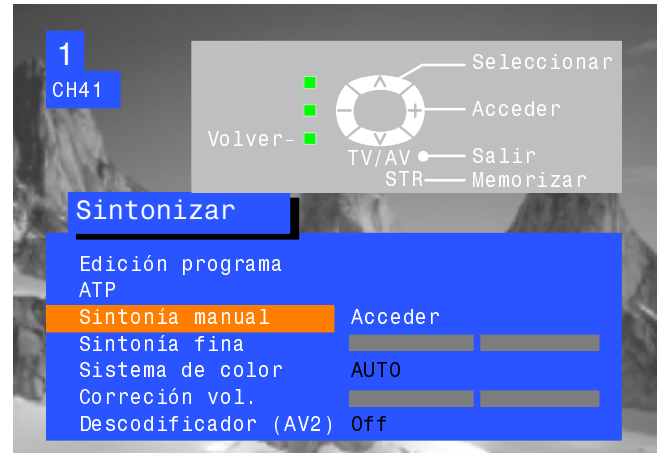 1
CH41
Seleccionar
Acceder
Volver-
TV/AV Salir
STR Memorizar
Sintonizar
Edición programa
ATP
Sintonía manual Acceder
Sintonía fina
Sistema de color AUTO
Correción vol.
Descodificador (AV2) Off